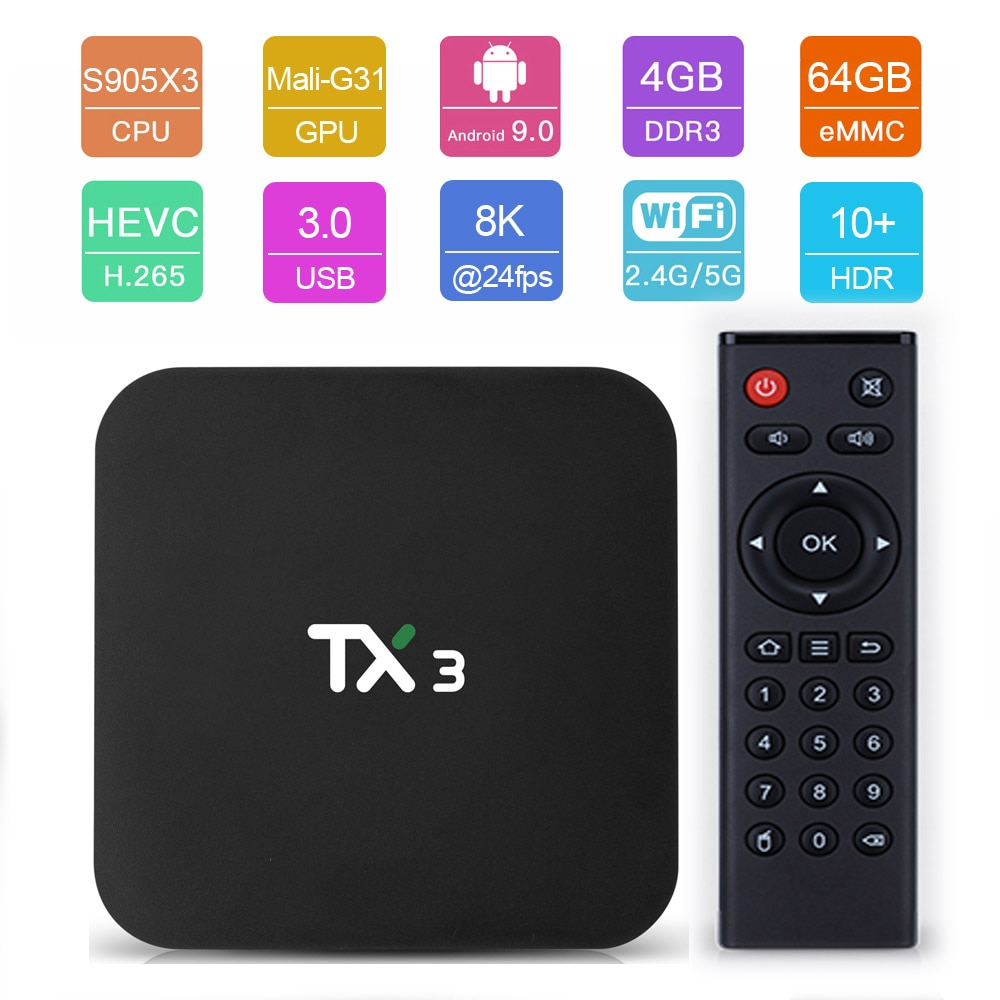 S905X3
CPU
Mali-G31
GPU
Android 9.0
4GB
DDR3
64GB
eMMC
HEVC
H.265
3.0
USB
8K
@24fps
WiFi
2.4G/5G
10+
HDR
TX3
OK
1 2 3
4 5 6
7 8 9
0